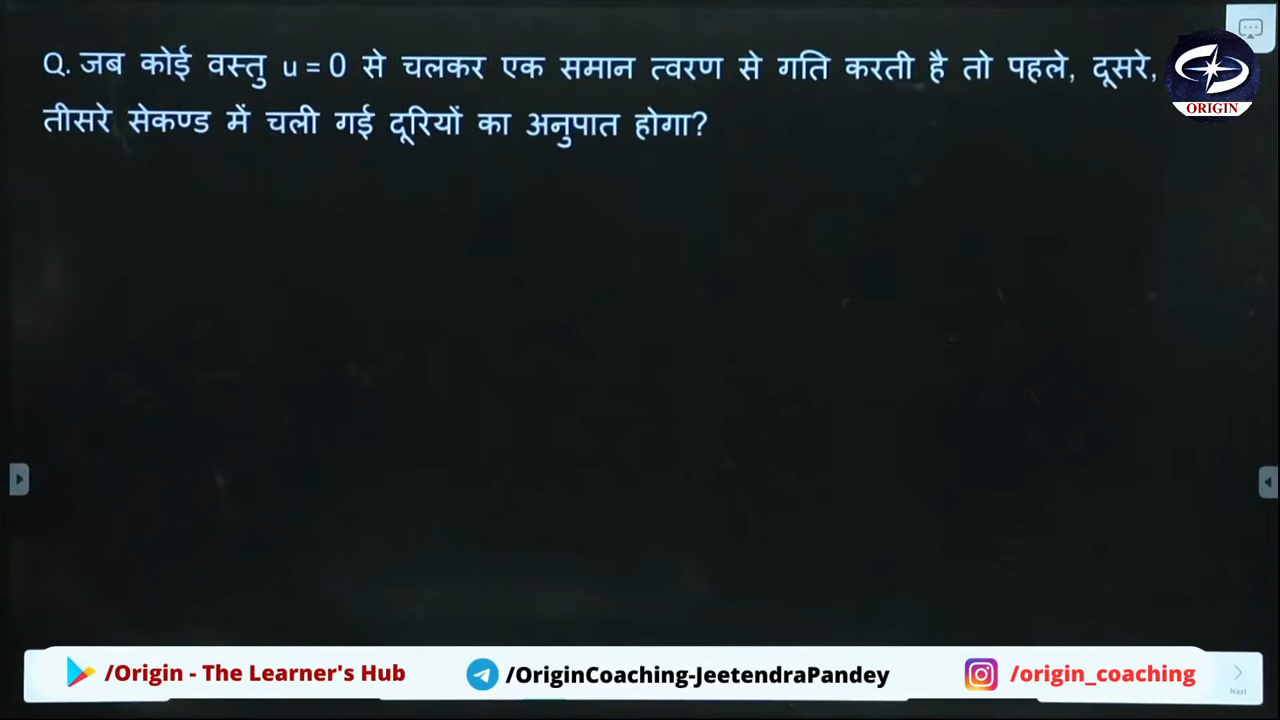 Q. जब कोई वस्तु u = 0 से चलकर एक समान त्वरण से गति करती है तो पहले, दूसरे,
तीसरे सेकण्ड में चली गई दूरियों का अनुपात होगा?
ORIGIN
/Origin - The Learner's Hub
/OriginCoaching-JeetendraPandey
/origin_coaching
Next